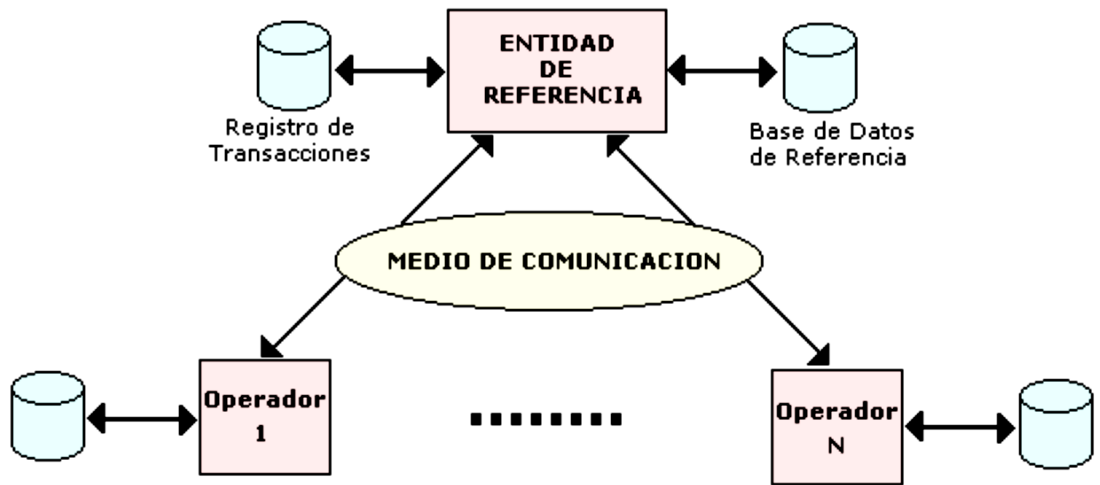 ENTIDAD
DE
REFERENCIA
Registro de
Transacciones
Base de Datos
de Referencia
MEDIO DE COMUNICACION
Operador
1
Operador
N